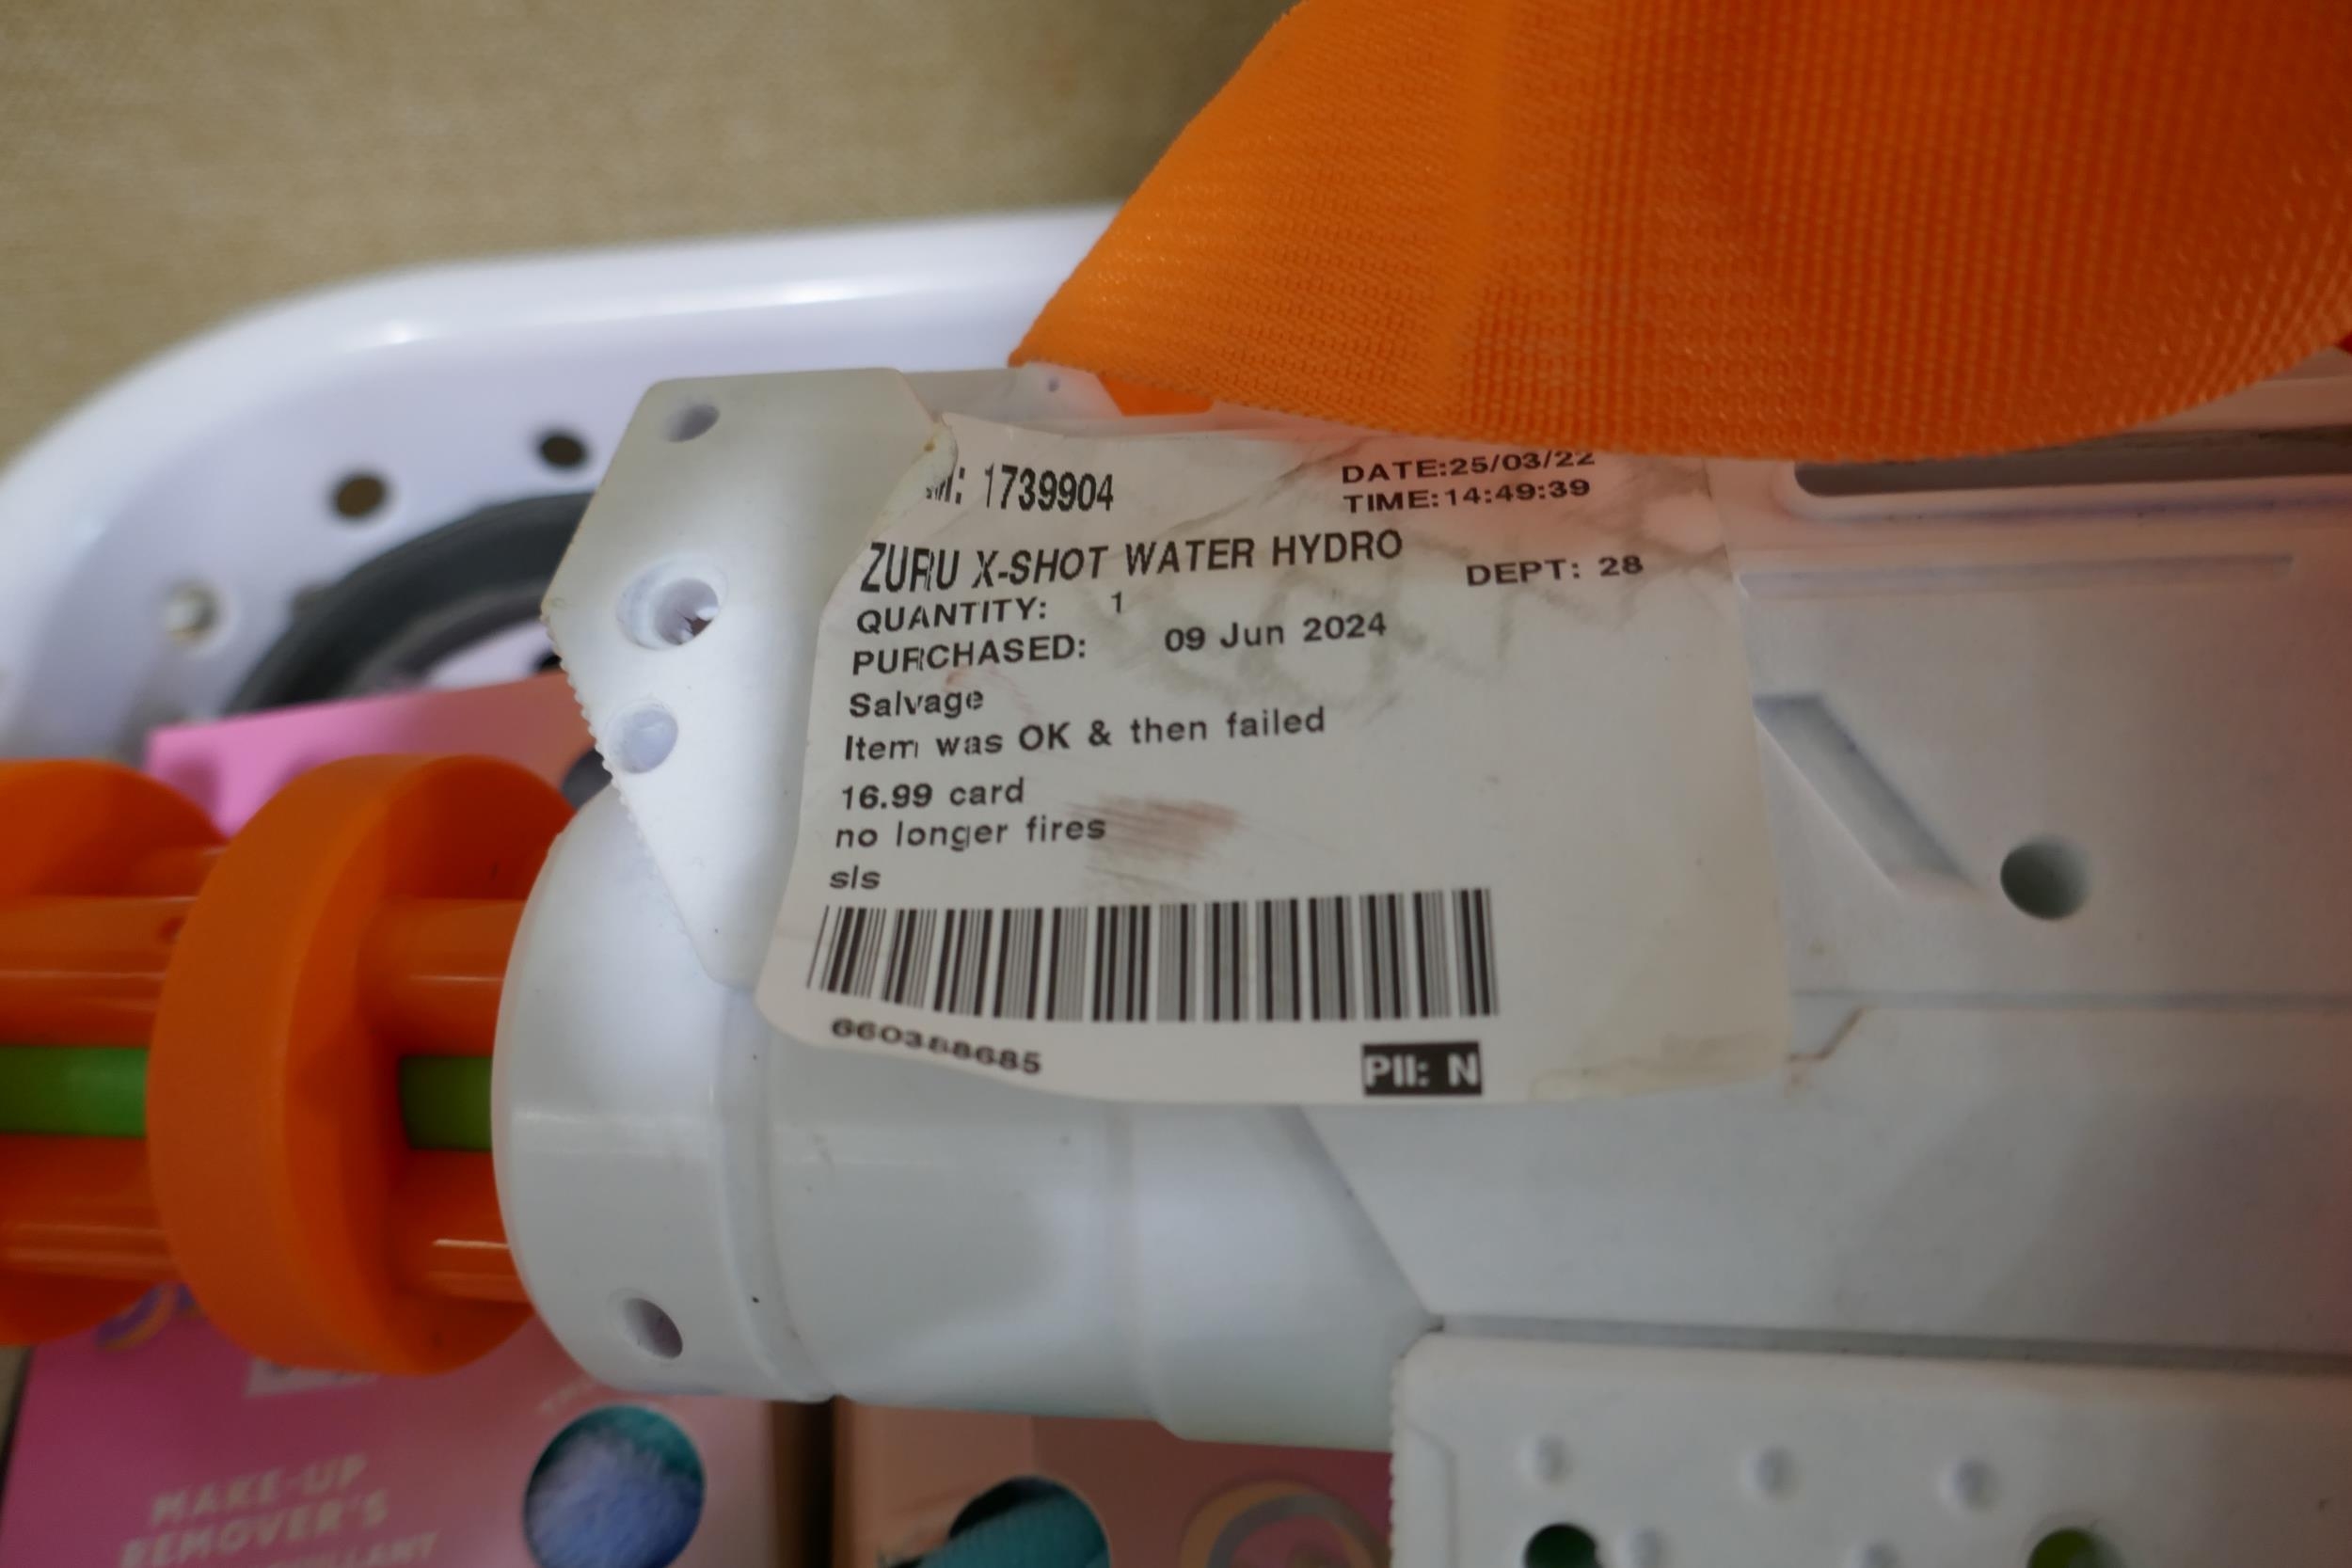 M: 1739904
DATE:25/03/22
TIME:14:49:39
ZURU X-SHOT WATER HYDRO
DEPT: 28
QUANTITY: 1
PURCHASED: 09 Jun 2024
Salvage
Item was OK & then failed
16.99 card
no longer fires
sls
660388685
PII: N
MAKE-UP
REMOVER'S